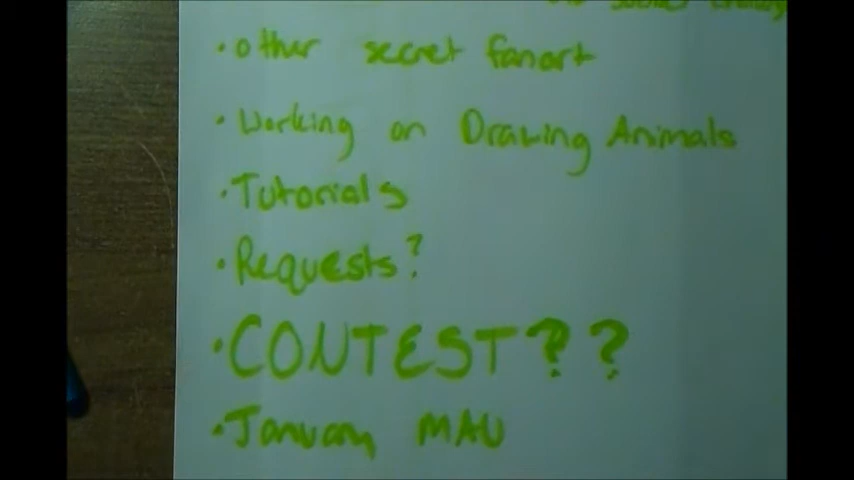 • other secret fanart
• Working on Drawing Animals
• Tutorials
• Requests?
• CONTEST??
• January MAU